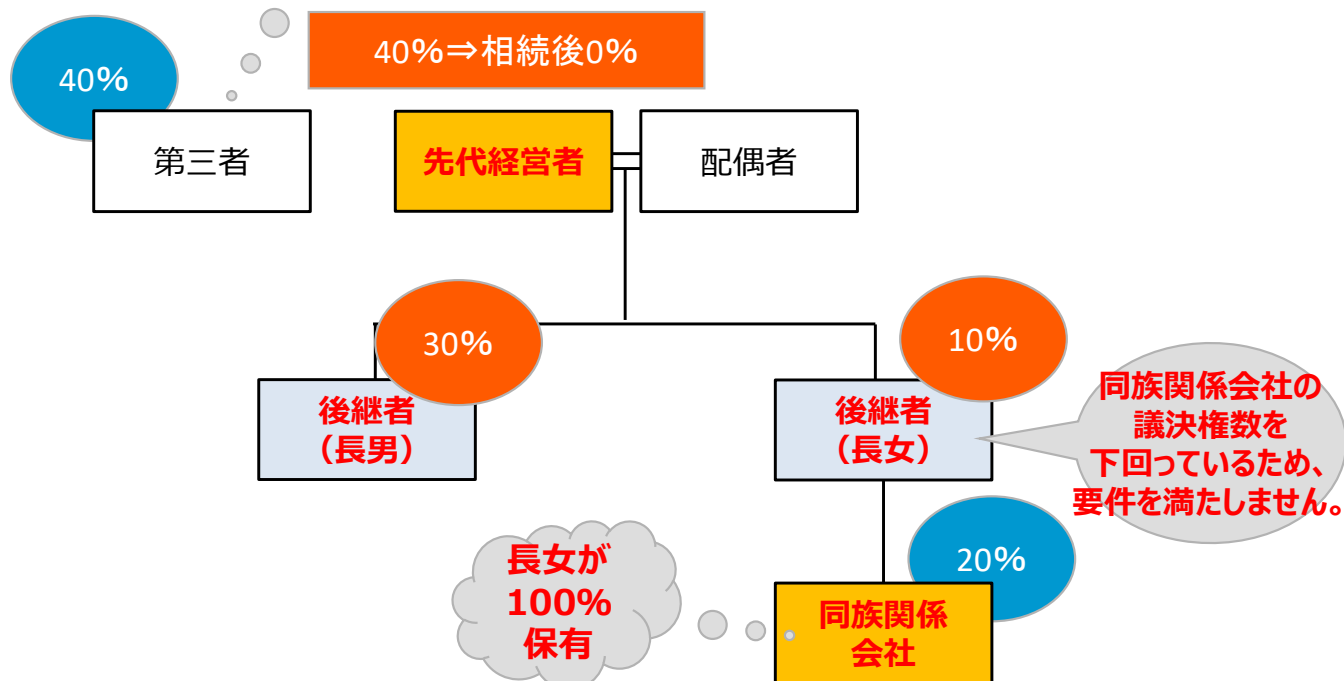 40%⇒相続後0%
40%
第三者
先代経営者
配偶者
30%
10%
後継者
（長男）
後継者
（長女）
同族関係会社の
議決権数を
下回っているため、
要件を満たしません。
長女が
100%
保有
20%
同族関係
会社